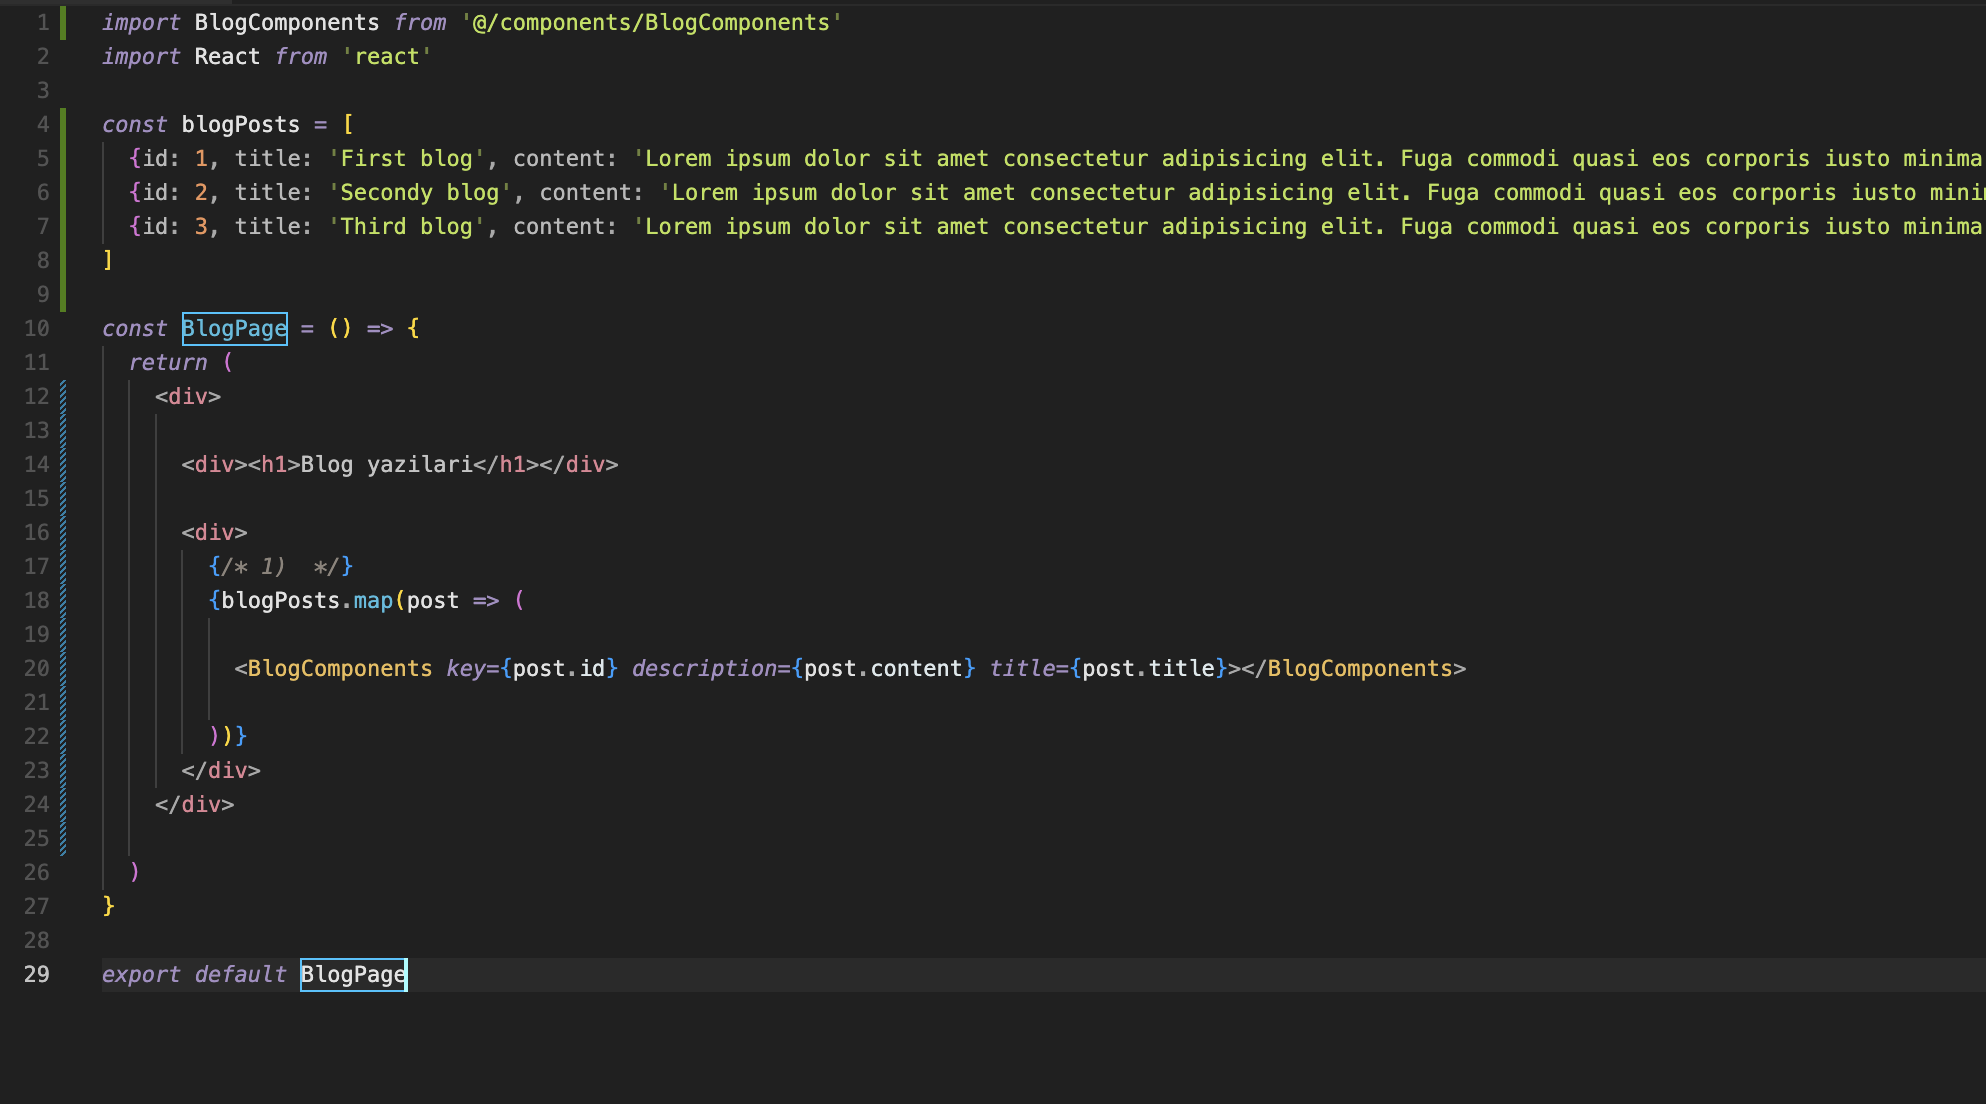 1 import BlogComponents from '@/components/BlogComponents'
2 import React from 'react'
3
4 const blogPosts = [
5 {id: 1, title: 'First blog', content: 'Lorem ipsum dolor sit amet consectetur adipisicing elit. Fuga commodi quasi eos corporis iusto minima
6 {id: 2, title: 'Secondy blog', content: 'Lorem ipsum dolor sit amet consectetur adipisicing elit. Fuga commodi quasi eos corporis iusto mini
7 {id: 3, title: 'Third blog', content: 'Lorem ipsum dolor sit amet consectetur adipisicing elit. Fuga commodi quasi eos corporis iusto minima
8 ]
9
10 const BlogPage = () => {
11 return (
12 <div>
13
14 <div><h1>Blog yazilari</h1></div>
15
16 <div>
17 {/* 1)  */}
18 {blogPosts.map(post => (
19
20 <BlogComponents key={post.id} description={post.content} title={post.title}></BlogComponents>
21
22 ))}
23 </div>
24 </div>
25
26 )
27 }
28
29 export default BlogPage